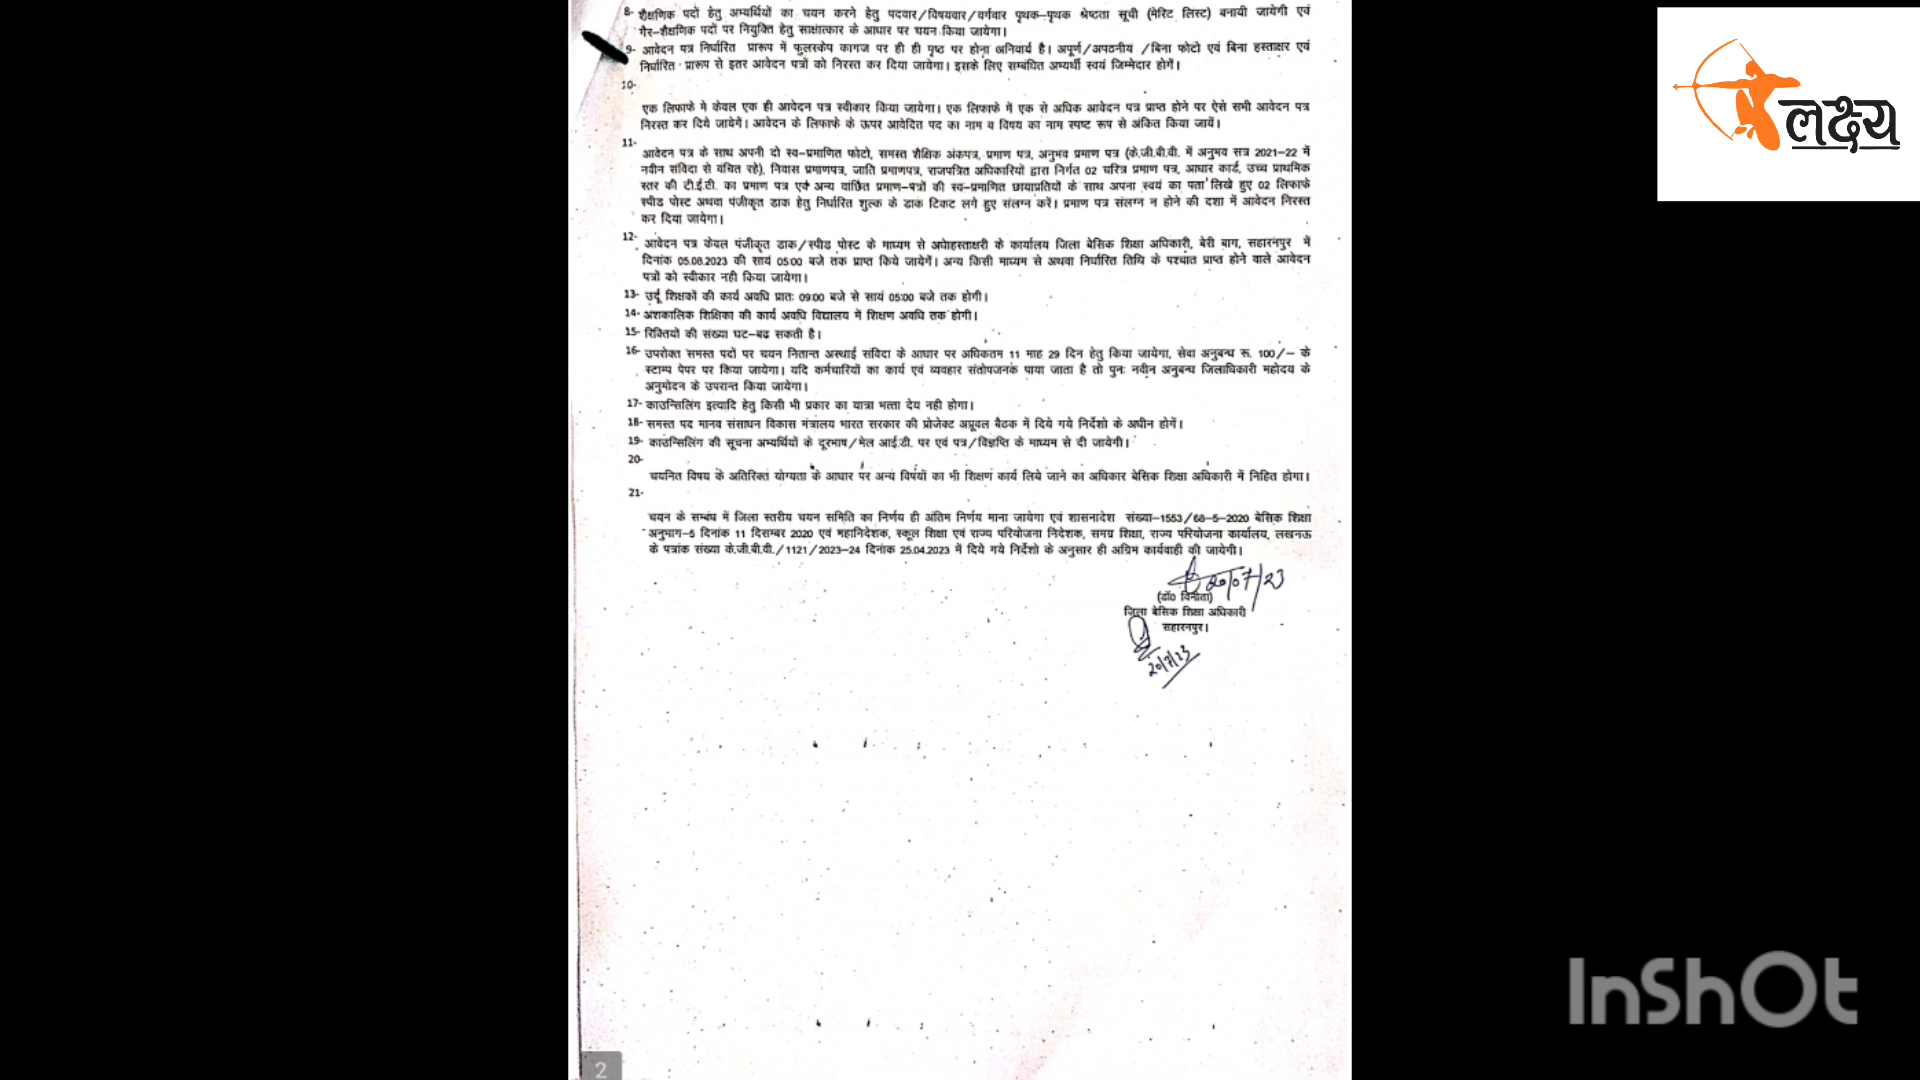 8- शैक्षणिक पदों हेतु अभ्यर्थियों का चयन करने हेतु पदवार/विषयवार/वर्गवार पृथक-पृथक श्रेष्ठता सूची (मेरिट लिस्ट) बनायी जायेगी एवं
गैर-शैक्षणिक पदों पर नियुक्ति हेतु साक्षात्कार के आधार पर चयन किया जायेगा।
9- आवेदन पत्र निर्धारित प्रारूप में फुलस्केप कागज पर ही ही पृष्ठ पर होना अनिवार्य है। अपूर्ण/अपठनीय /बिना फोटो एवं बिना हस्ताक्षर एवं
निर्धारित प्रारूप से इतर आवेदन पत्रों को निरस्त कर दिया जायेगा। इसके लिए सम्बंधित अभ्यर्थी स्वयं जिम्मेदार होगें।
10-
एक लिफाफे मे केवल एक ही आवेदन पत्र स्वीकार किया जायेगा। एक लिफाफे में एक से अधिक आवेदन पत्र प्राप्त होने पर ऐसे सभी आवेदन पत्र
निरस्त कर दिये जायेगें। आवेदन के लिफाफे के ऊपर आवेदित पद का नाम व विषय का नाम स्पष्ट रूप से अंकित किया जायें।
11-
आवेदन पत्र के साथ अपनी दो स्व-प्रमाणित फोटो, समस्त शैक्षिक अंकपत्र, प्रमाण पत्र, अनुभव प्रमाण पत्र (के.जी.बी.वी. में अनुभव सत्र 2021-22 में
नवीन संविदा से वंचित रहे), निवास प्रमाणपत्र, जाति प्रमाणपत्र, राजपत्रित अधिकारियों द्वारा निर्गत 02 चरित्र प्रमाण पत्र, आधार कार्ड, उच्च प्राथमिक
स्तर की टी.ई.टी. का प्रमाण पत्र एवं अन्य वांछित प्रमाण-पत्रों की स्व-प्रमाणित छायाप्रतियों के साथ अपना स्वयं का पता लिखे हुए 02 लिफाफे
स्पीड पोस्ट अथवा पंजीकृत डाक हेतु निर्धारित शुल्क के डाक टिकट लगे हुए संलग्न करें। प्रमाण पत्र संलग्न न होने की दशा में आवेदन निरस्त
कर दिया जायेगा।
12-
आवेदन पत्र केवल पंजीकृत डाक/स्पीड पोस्ट के माध्यम से अधोहस्ताक्षरी के कार्यालय जिला बेसिक शिक्षा अधिकारी, बेरी बाग, सहारनपुर में
दिनांक 05.08.2023 की सायं 05:00 बजे तक प्राप्त किये जायेगें। अन्य किसी माध्यम से अथवा निर्धारित तिथि के पश्चात प्राप्त होने वाले आवेदन
पत्रों को स्वीकार नही किया जायेगा।
13- उर्दू शिक्षकों की कार्य अवधि प्रातः 09:00 बजे से सायं 05:00 बजे तक होगी।
14- अंशकालिक शिक्षिका की कार्य अवधि विद्यालय में शिक्षण अवधि तक होगी।
15- रिक्तियों की संख्या घट-बढ सकती है।
16- उपरोक्त समस्त पदों पर चयन नितान्त अस्थाई संविदा के आधार पर अधिकतम 11 माह 29 दिन हेतु किया जायेगा, सेवा अनुबन्ध रू. 100/- के
स्टाम्प पेपर पर किया जायेगा। यदि कर्मचारियों का कार्य एवं व्यवहार संतोषजनक पाया जाता है तो पुनः नवीन अनुबन्ध जिलाधिकारी महोदय के
अनुमोदन के उपरान्त किया जायेगा।
17- काउन्सिलिंग इत्यादि हेतु किसी भी प्रकार का यात्रा भत्ता देय नही होगा।
18- समस्त पद मानव संसाधन विकास मंत्रालय भारत सरकार की प्रोजेक्ट अप्रूवल बैठक में दिये गये निर्देशो के अधीन होगें।
19- काउन्सिलिंग की सूचना अभ्यर्थियों के दूरभाष/मेल आई.डी. पर एवं पत्र/विज्ञप्ति के माध्यम से दी जायेगी।
20-
चयनित विषय के अतिरिक्त योग्यता के आधार पर अन्य विषयों का भी शिक्षण कार्य लिये जाने का अधिकार बेसिक शिक्षा अधिकारी में निहित होगा।
21-
चयन के सम्बंध में जिला स्तरीय चयन समिति का निर्णय ही अंतिम निर्णय माना जायेगा एवं शासनादेश संख्या-1553/68-5-2020 बेसिक शिक्षा
अनुभाग-5 दिनांक 11 दिसम्बर 2020 एवं महानिदेशक, स्कूल शिक्षा एवं राज्य परियोजना निदेशक, समग्र शिक्षा, राज्य परियोजना कार्यालय, लखनऊ
के पत्रांक संख्या के.जी.बी.वी./1121/2023-24 दिनांक 25.04.2023 में दिये गये निर्देशो के अनुसार ही अग्रिम कार्यवाही की जायेगी।
20/07/23
(डॉ0 विनीता)
जिला बेसिक शिक्षा अधिकारी
सहारनपुर।
20/7/23
लक्ष्य
InShOt
2